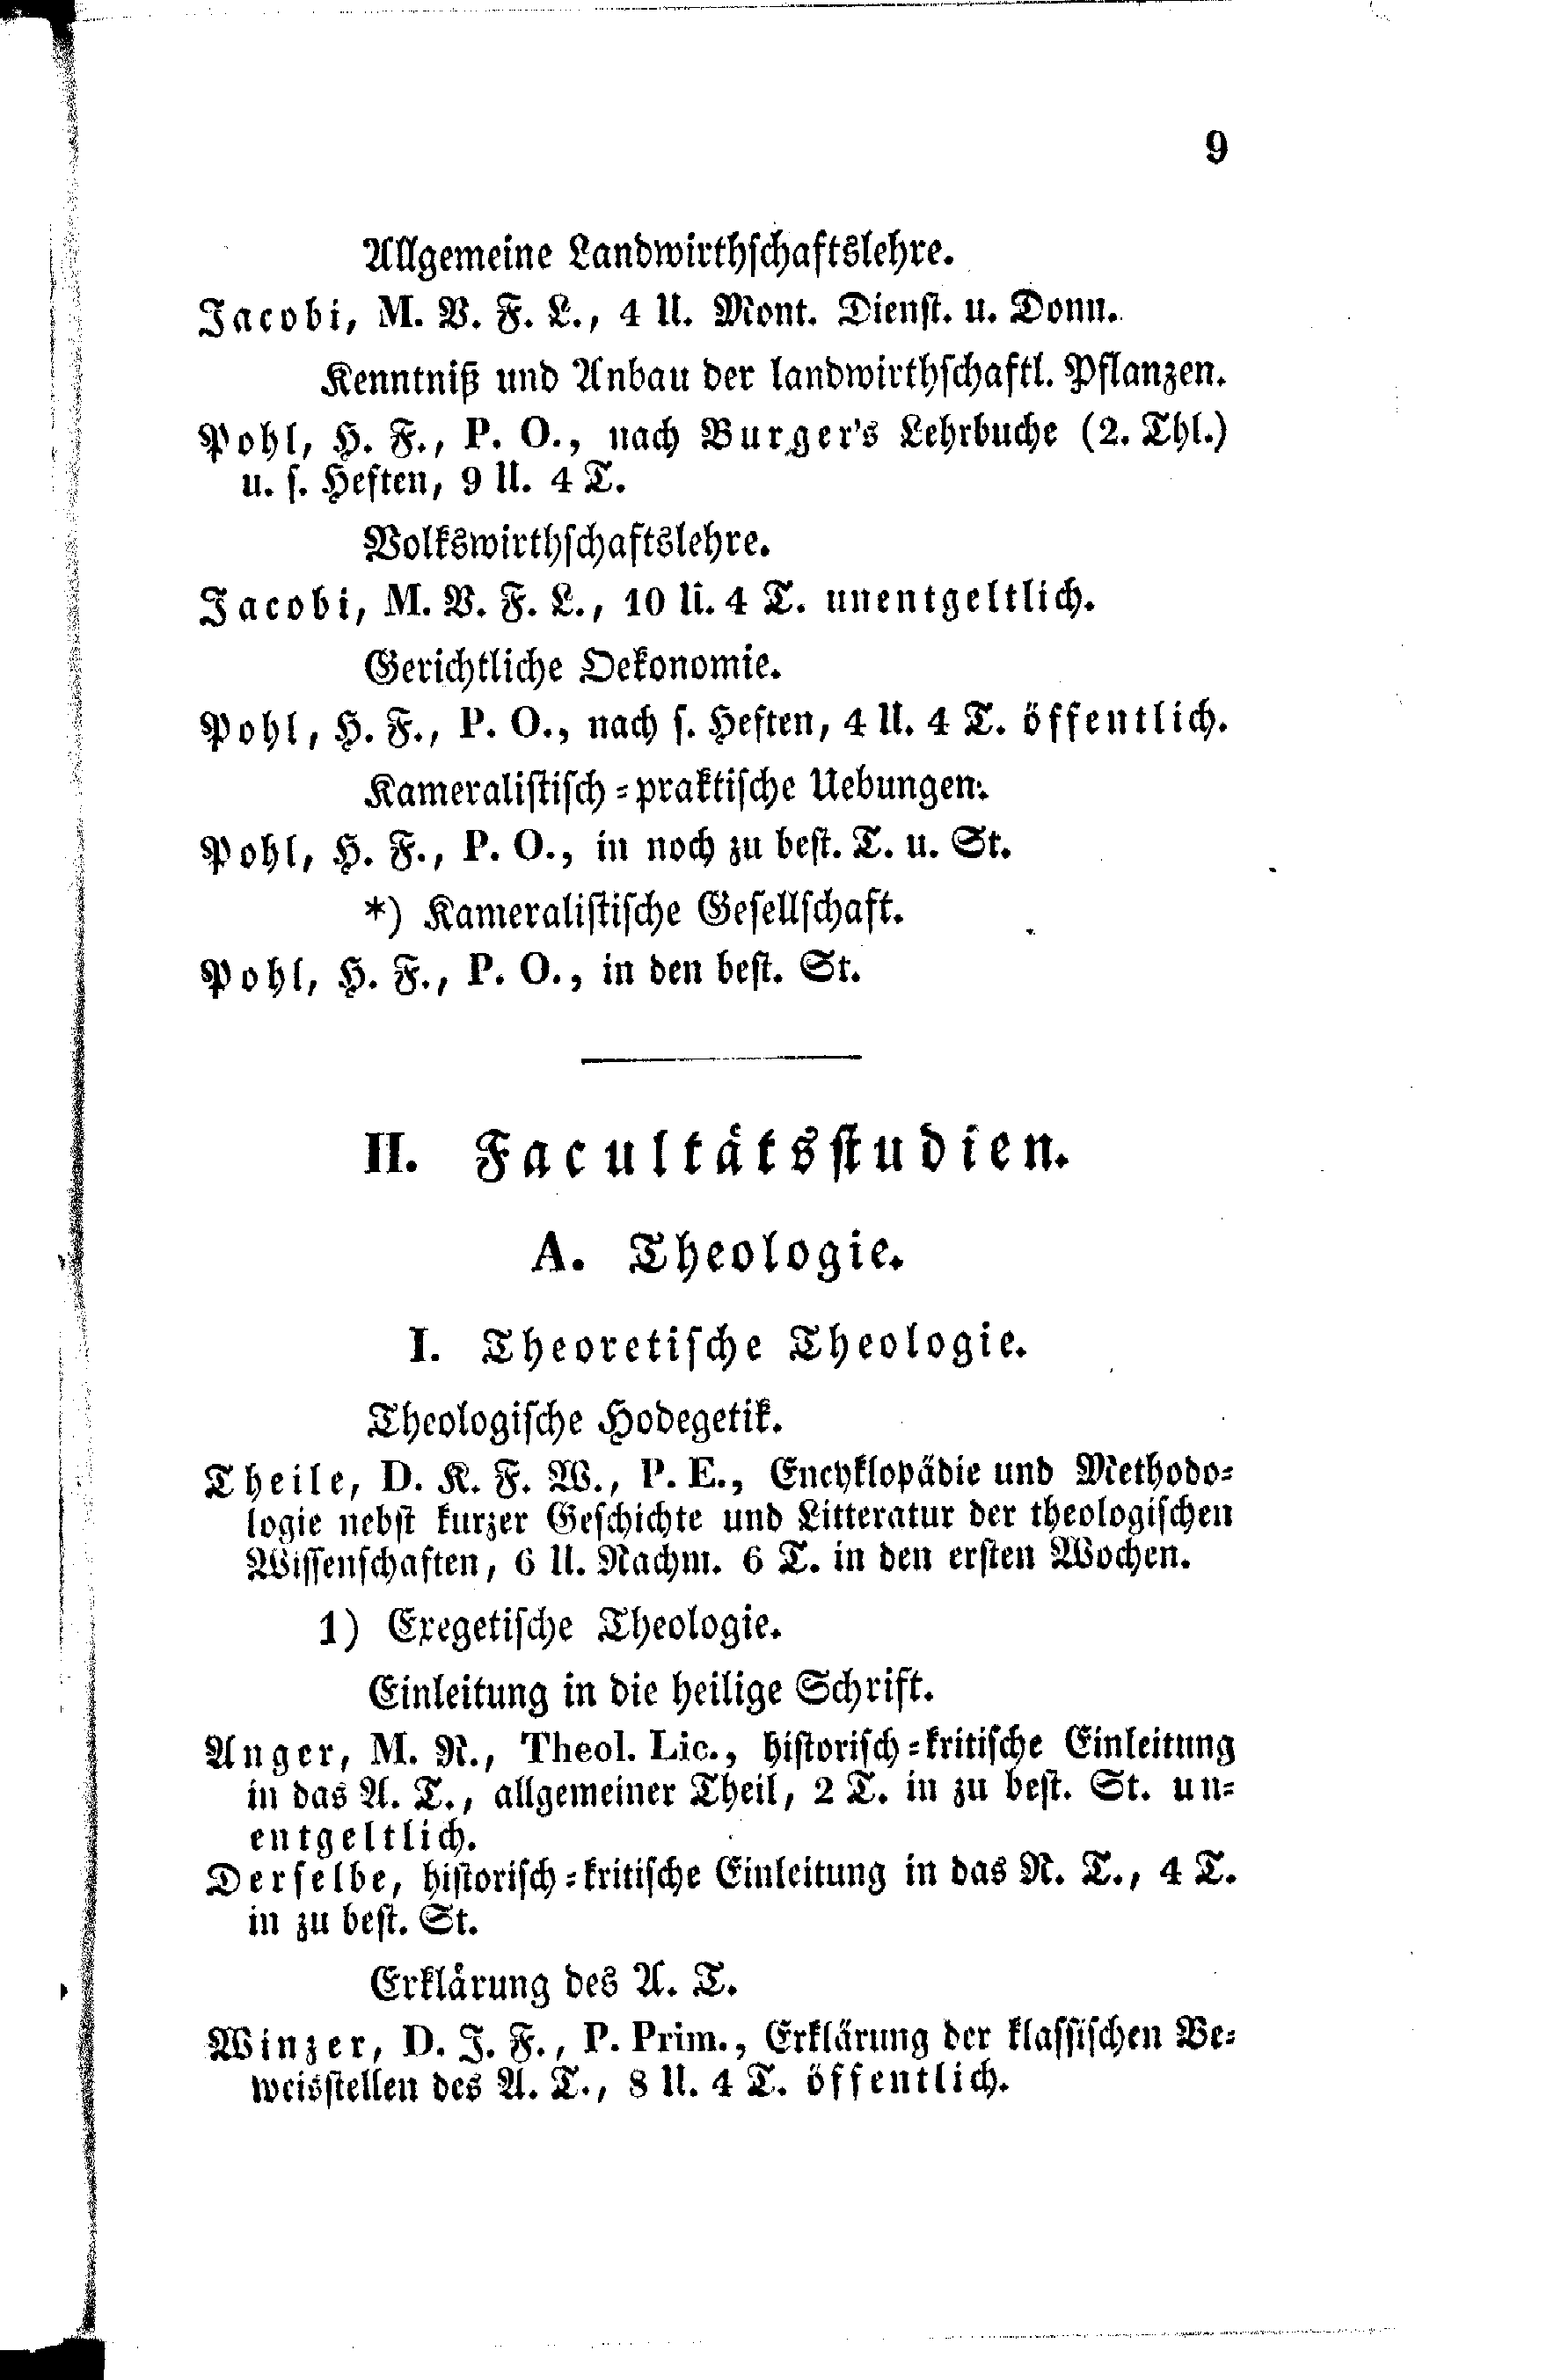 9
Allgemeine Landwirthschaftslehre.
Jacobi, M. V. F. L., 4 U. Mont. Dienst. u. Donn.
Kenntniß und Anbau der landwirthschaftl. Pflanzen.
Pohl, H. F., P. O., nach Burger's Lehrbuche (2. Thl.)
u. s. Heften, 9 U. 4 T.
Volkswirthschaftslehre.
Jacobi, M. V. F. L., 10 U. 4 T. unentgeltlich.
Gerichtliche Oekonomie.
Pohl, H. F., P. O., nach s. Heften, 4 U. 4 T. öffentlich.
Kameralistisch-praktische Uebungen.
Pohl, H. F., P. O., in noch zu best. T. u. St.
*) Kameralistische Gesellschaft.
Pohl, H. F., P. O., in den best. St.
II. Facultätsstudien.
A. Theologie.
I. Theoretische Theologie.
Theologische Hodegetik.
Theile, D. K. F. W., P. E., Encyklopädie und Methodo-
logie nebst kurzer Geschichte und Litteratur der theologischen
Wissenschaften, 6 U. Nachm. 6 T. in den ersten Wochen.
1) Exegetische Theologie.
Einleitung in die heilige Schrift.
Anger, M. R., Theol. Lic., historisch-kritische Einleitung
in das A. T., allgemeiner Theil, 2 T. in zu best. St. un-
entgeltlich.
Derselbe, historisch-kritische Einleitung in das N. T., 4 T.
in zu best. St.
Erklärung des A. T.
Winzer, D. J. F., P. Prim., Erklärung der klassischen Be-
weisstellen des A. T., 8 U. 4 T. öffentlich.